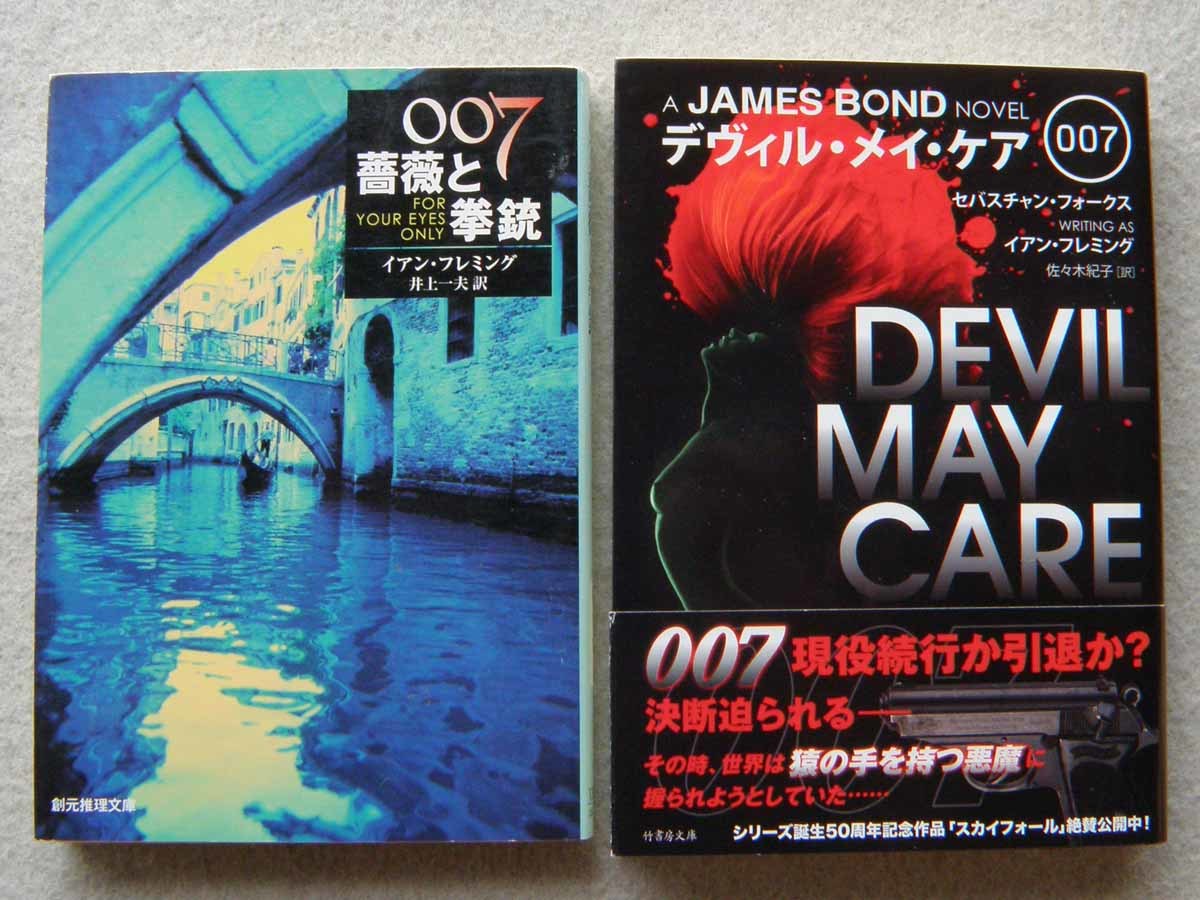 007
薔薇と
FOR
YOUR EYES
ONLY
拳銃
イアン・フレミング
井上一夫 訳
創元推理文庫
A JAMES BOND NOVEL
デヴィル・メイ・ケア
007
セバスチャン・フォークス
WRITING AS
イアン・フレミング
佐々木紀子[訳]
DEVIL
MAY
CARE
007 現役続行か引退か?
決断迫られる——
その時、世界は猿の手を持つ悪魔に
握られようとしていた……
シリーズ誕生50周年記念作品「スカイフォール」絶賛公開中!
竹書房文庫